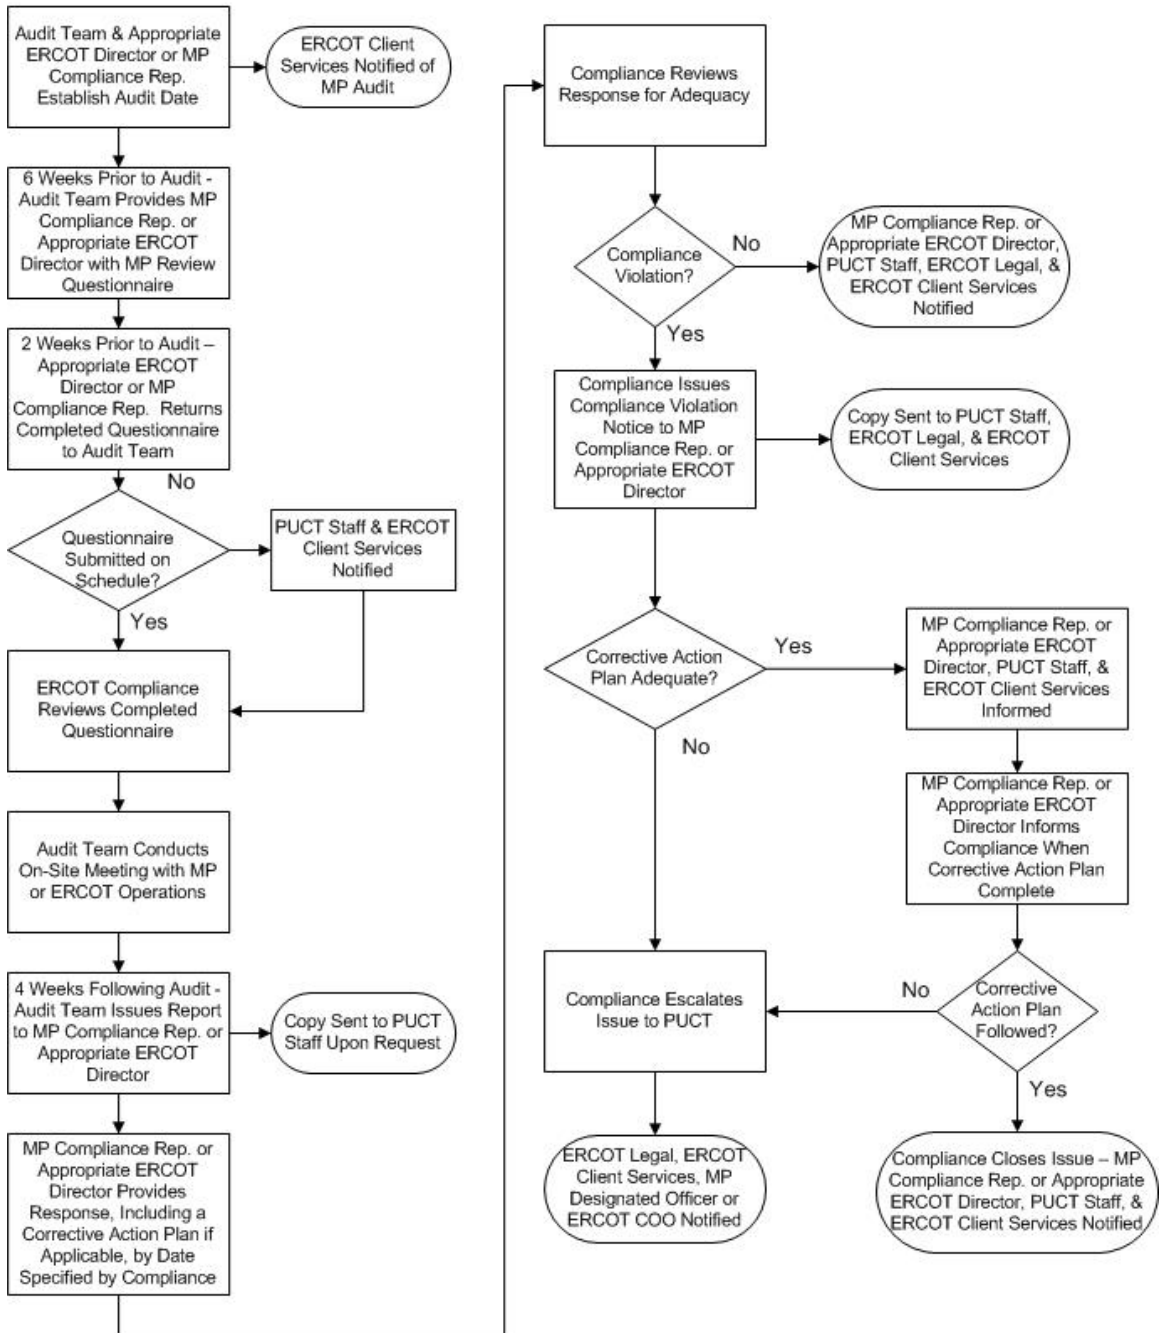 Audit Team & Appropriate
ERCOT Director or MP
Compliance Rep.
Establish Audit Date
ERCOT Client
Services Notified of
MP Audit
6 Weeks Prior to Audit -
Audit Team Provides MP
Compliance Rep. or
Appropriate ERCOT
Director with MP Review
Questionnaire
2 Weeks Prior to Audit –
Appropriate ERCOT
Director or MP
Compliance Rep. Returns
Completed Questionnaire
to Audit Team
No
Questionnaire
Submitted on
Schedule?
PUCT Staff & ERCOT
Client Services
Notified
Yes
ERCOT Compliance
Reviews Completed
Questionnaire
Audit Team Conducts
On-Site Meeting with MP
or ERCOT Operations
4 Weeks Following Audit -
Audit Team Issues Report
to MP Compliance Rep. or
Appropriate ERCOT
Director
Copy Sent to PUCT
Staff Upon Request
MP Compliance Rep. or
Appropriate ERCOT
Director Provides
Response, Including a
Corrective Action Plan if
Applicable, by Date
Specified by Compliance
Compliance Reviews
Response for Adequacy
Compliance
Violation?
No
MP Compliance Rep. or
Appropriate ERCOT Director,
PUCT Staff, ERCOT Legal, &
ERCOT Client Services
Notified
Yes
Compliance Issues
Compliance Violation
Notice to MP
Compliance Rep. or
Appropriate ERCOT
Director
Copy Sent to PUCT Staff,
ERCOT Legal, & ERCOT
Client Services
Corrective Action
Plan Adequate?
Yes
MP Compliance Rep. or
Appropriate ERCOT
Director, PUCT Staff, &
ERCOT Client Services
Informed
No
MP Compliance Rep. or
Appropriate ERCOT
Director Informs
Compliance When
Corrective Action Plan
Complete
Corrective
Action Plan
Followed?
No
Compliance Escalates
Issue to PUCT
Yes
ERCOT Legal, ERCOT
Client Services, MP
Designated Officer or
ERCOT COO Notified
Compliance Closes Issue – MP
Compliance Rep. or Appropriate
ERCOT Director, PUCT Staff, &
ERCOT Client Services Notified